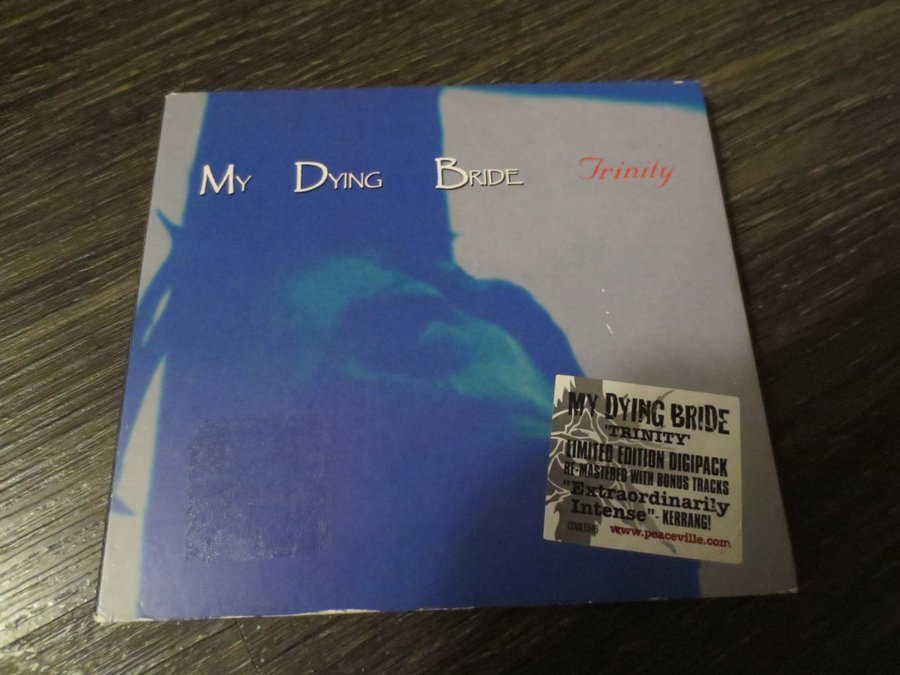 My Dying Bride Trinity
MY DYING BRIDE
'TRINITY'
LIMITED EDITION DIGIPACK
RE-MASTERED WITH BONUS TRACKS
"Extraordinarily
Intense"- KERRANG!
www.peaceville.com